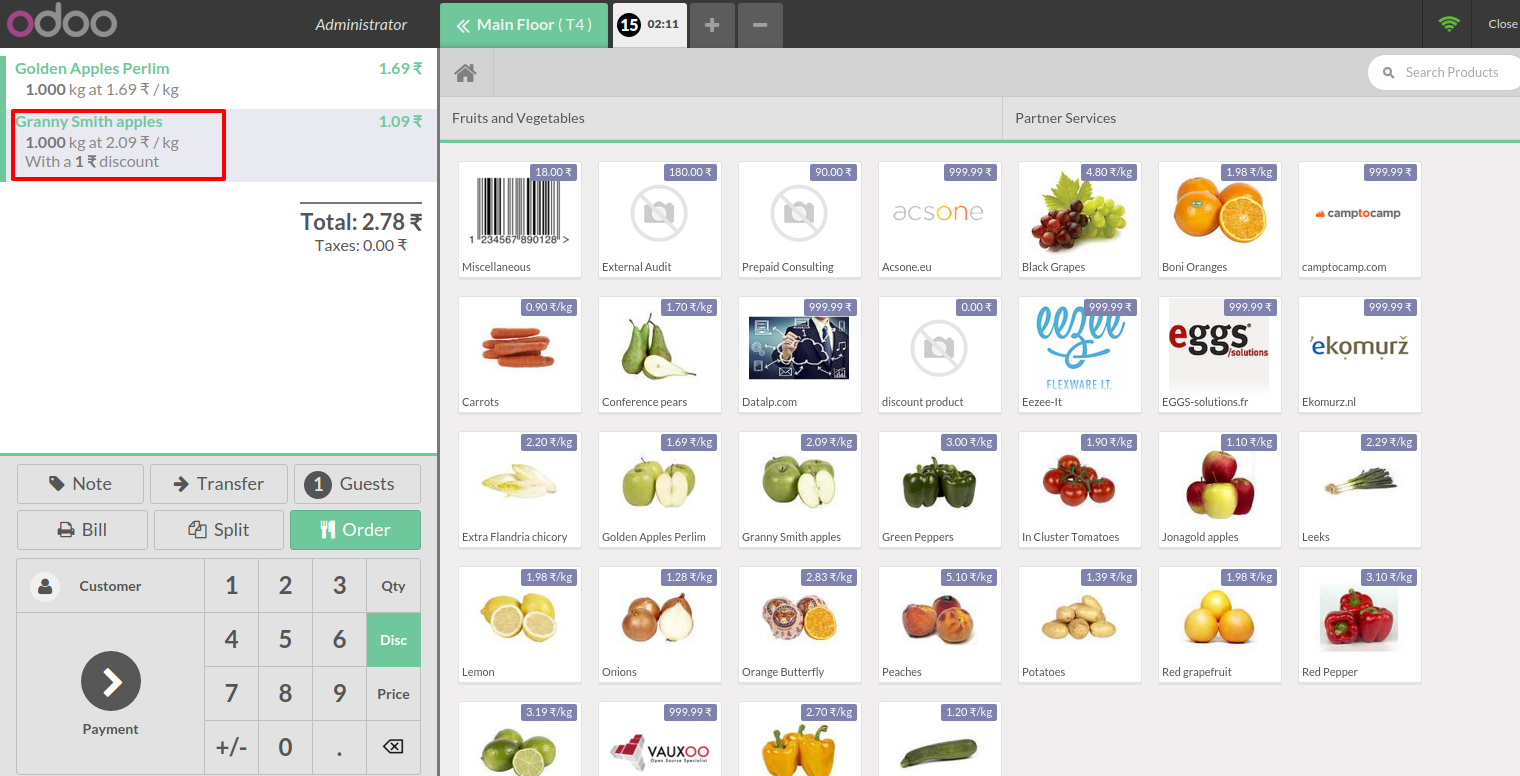 odoo
Administrator
Main Floor ( T4 )
15 02:11
Close
Golden Apples Perlim 1.69 ₹
1.000 kg at 1.69 ₹ / kg
Granny Smith apples 1.09 ₹
1.000 kg at 2.09 ₹ / kg
With a 1 ₹ discount
Total: 2.78 ₹
Taxes: 0.00 ₹
Note Transfer 1 Guests
Bill Split Order
Customer 1 2 3 Qty
4 5 6 Disc
7 8 9 Price
Payment
+/- 0 .
Search Products
Fruits and Vegetables Partner Services
18.00 ₹ 180.00 ₹ 90.00 ₹ 999.99 ₹ 4.80 ₹/kg 1.98 ₹/kg 999.99 ₹
acsone
camptocamp
1 234567 890128 >
Miscellaneous External Audit Prepaid Consulting Acsone.eu Black Grapes Boni Oranges camptocamp.com
0.90 ₹/kg 1.70 ₹/kg 999.99 ₹ 0.00 ₹ 999.99 ₹ 999.99 ₹ 999.99 ₹
eezee
FLEXWARE I.T.
eggs
/solutions
'ekomurż
Carrots Conference pears Datalp.com discount product Eezee-It EGGS-solutions.fr Ekomurz.nl
2.20 ₹/kg 1.69 ₹/kg 2.09 ₹/kg 3.00 ₹/kg 1.90 ₹/kg 1.10 ₹/kg 2.29 ₹/kg
Extra Flandria chicory Golden Apples Perlim Granny Smith apples Green Peppers In Cluster Tomatoes Jonagold apples Leeks
1.98 ₹/kg 1.28 ₹/kg 2.83 ₹/kg 5.10 ₹/kg 1.39 ₹/kg 1.98 ₹/kg 3.10 ₹/kg
Lemon Onions Orange Butterfly Peaches Potatoes Red grapefruit Red Pepper
3.19 ₹/kg 999.99 ₹ 2.70 ₹/kg 1.20 ₹/kg
VAUXOO
Open Source Specialist